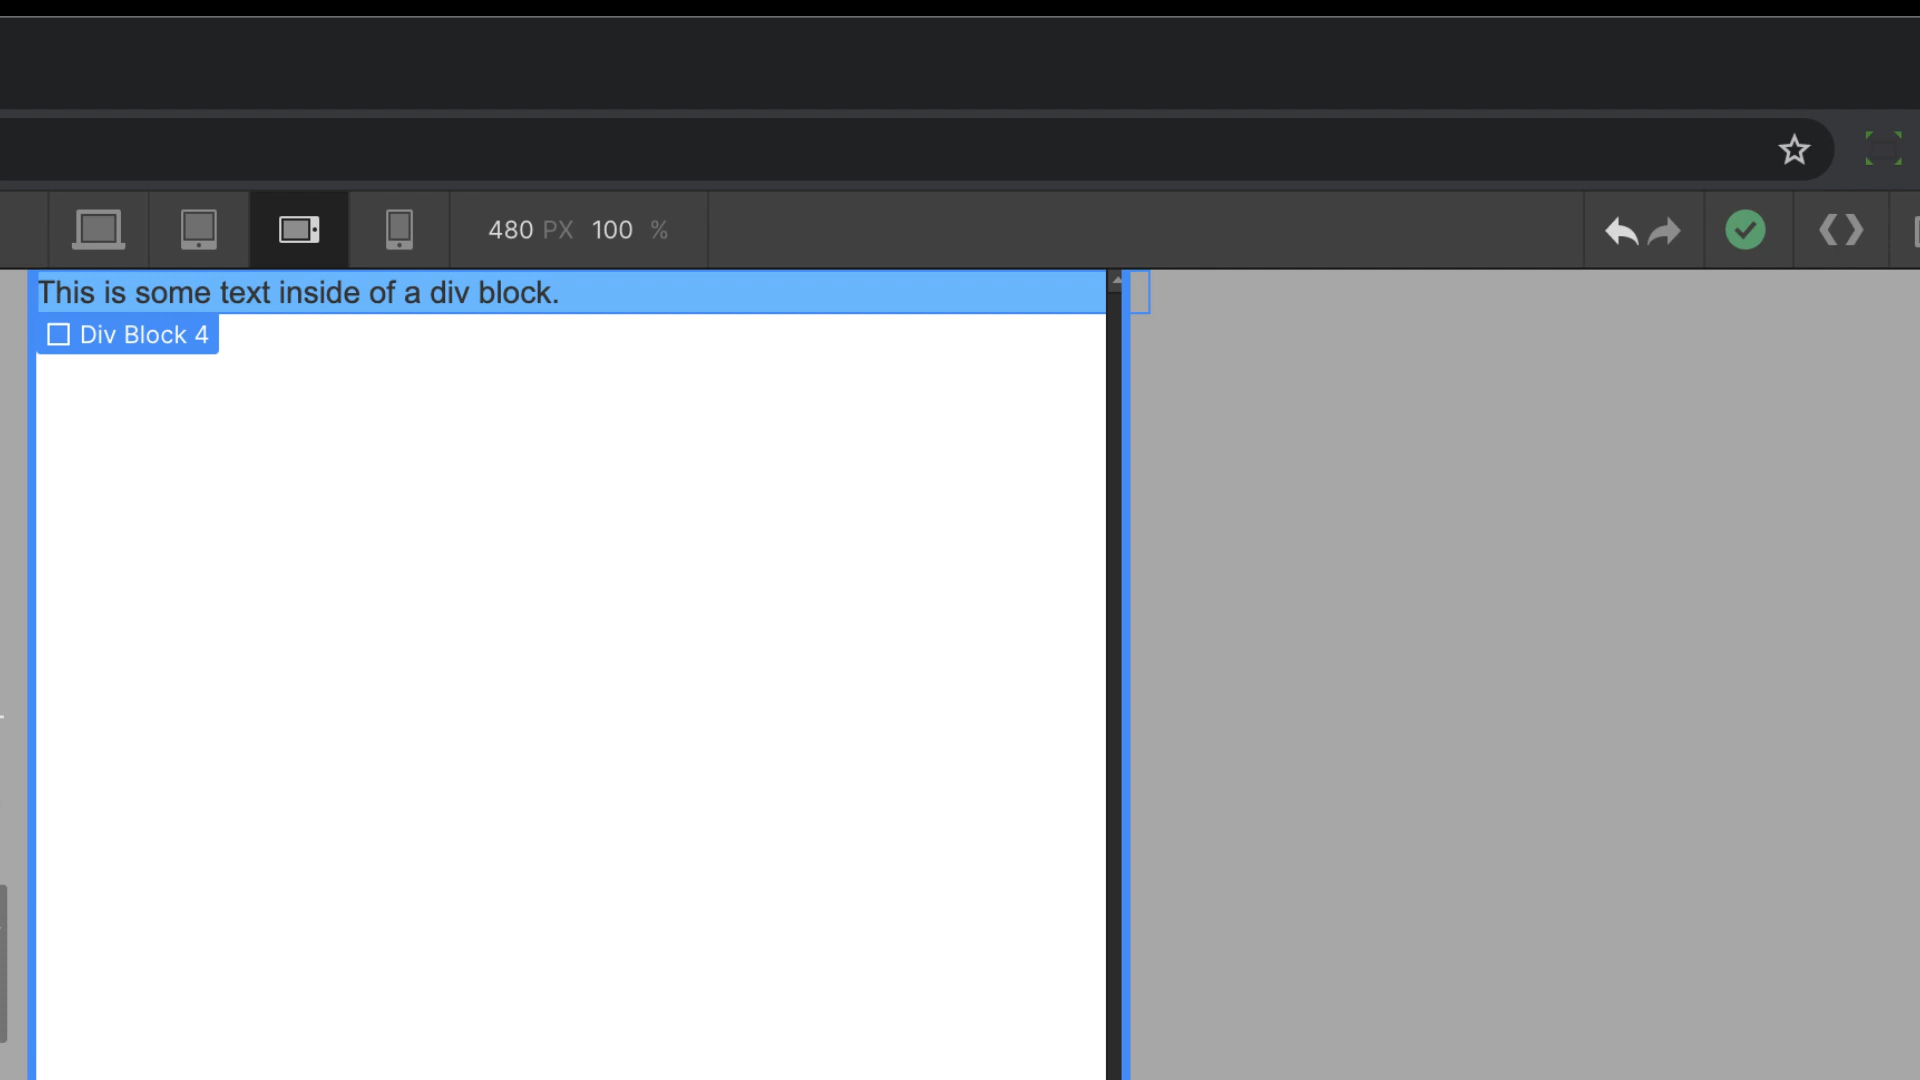 480 PX 100 %
This is some text inside of a div block.
Div Block 4